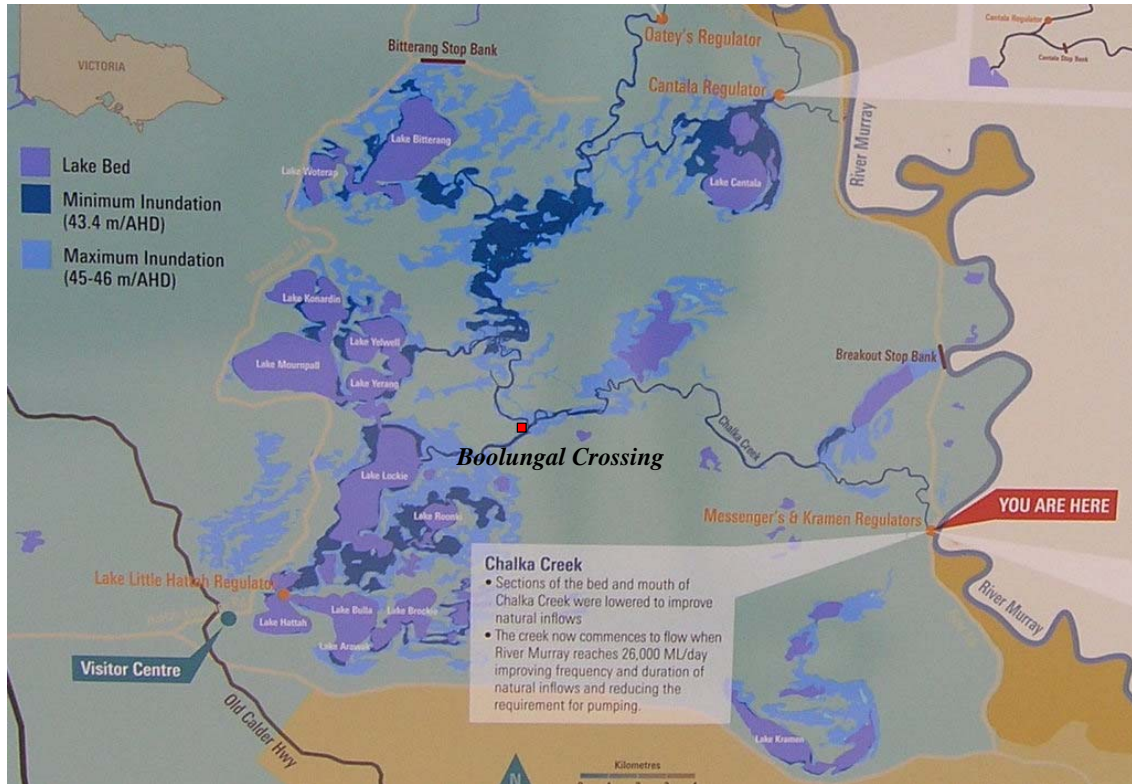 VICTORIA
Bitterang Stop Bank
Oatey's Regulator
Cantala Regulator
Cantala Regulator
Cantala Stop Bank
River Murray
Lake Bed
Minimum Inundation
(43.4 m/AHD)
Maximum Inundation
(45-46 m/AHD)
Lake Bitterang
Lake Woterap
Lake Cantala
Lake Konardin
Lake Yelwell
Lake Mournpall
Lake Yerang
Breakout Stop Bank
Chalka Creek
Boolungal Crossing
Lake Lockie
Lake Roonki
Messenger's & Kramen Regulators
YOU ARE HERE
Lake Little Hattah Regulator
Lake Hattah
Lake Bulla
Lake Brockie
Lake Arawak
Visitor Centre
Old Calder Hwy
Chalka Creek
• Sections of the bed and mouth of
Chalka Creek were lowered to improve
natural inflows
• The creek now commences to flow when
River Murray reaches 26,000 ML/day
improving frequency and duration of
natural inflows and reducing the
requirement for pumping.
River Murray
Lake Kramen
Kilometres
N